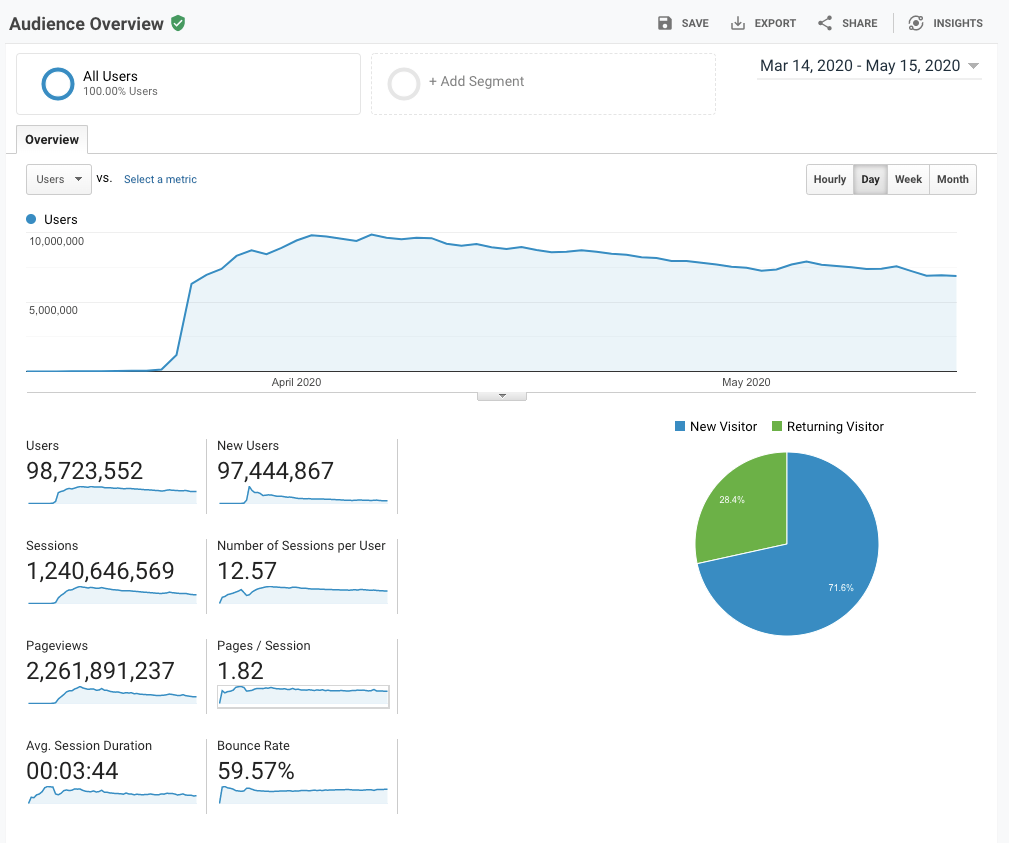 Audience Overview
SAVE EXPORT SHARE INSIGHTS
All Users
100.00% Users
+ Add Segment
Mar 14, 2020 - May 15, 2020
Overview
Users vs. Select a metric
Hourly Day Week Month
Users
10,000,000
5,000,000
April 2020 May 2020
New Visitor Returning Visitor
28.4%
71.6%
Users
98,723,552
New Users
97,444,867
Sessions
1,240,646,569
Number of Sessions per User
12.57
Pageviews
2,261,891,237
Pages / Session
1.82
Avg. Session Duration
00:03:44
Bounce Rate
59.57%